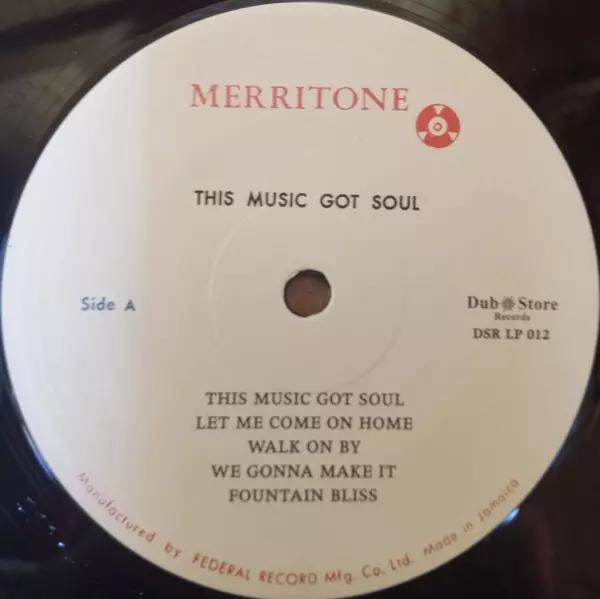 MERRITONE
THIS MUSIC GOT SOUL
Side A
Dub Store
Records
DSR LP 012
THIS MUSIC GOT SOUL
LET ME COME ON HOME
WALK ON BY
WE GONNA MAKE IT
FOUNTAIN BLISS
Manufactured by FEDERAL RECORD Mfg. Co. Ltd. Made in Jamaica